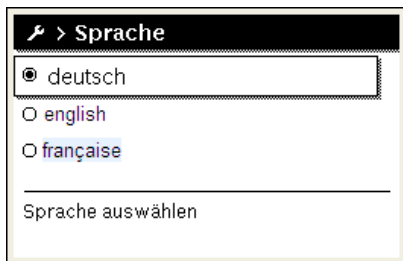 > Sprache
deutsch
english
française
Sprache auswählen